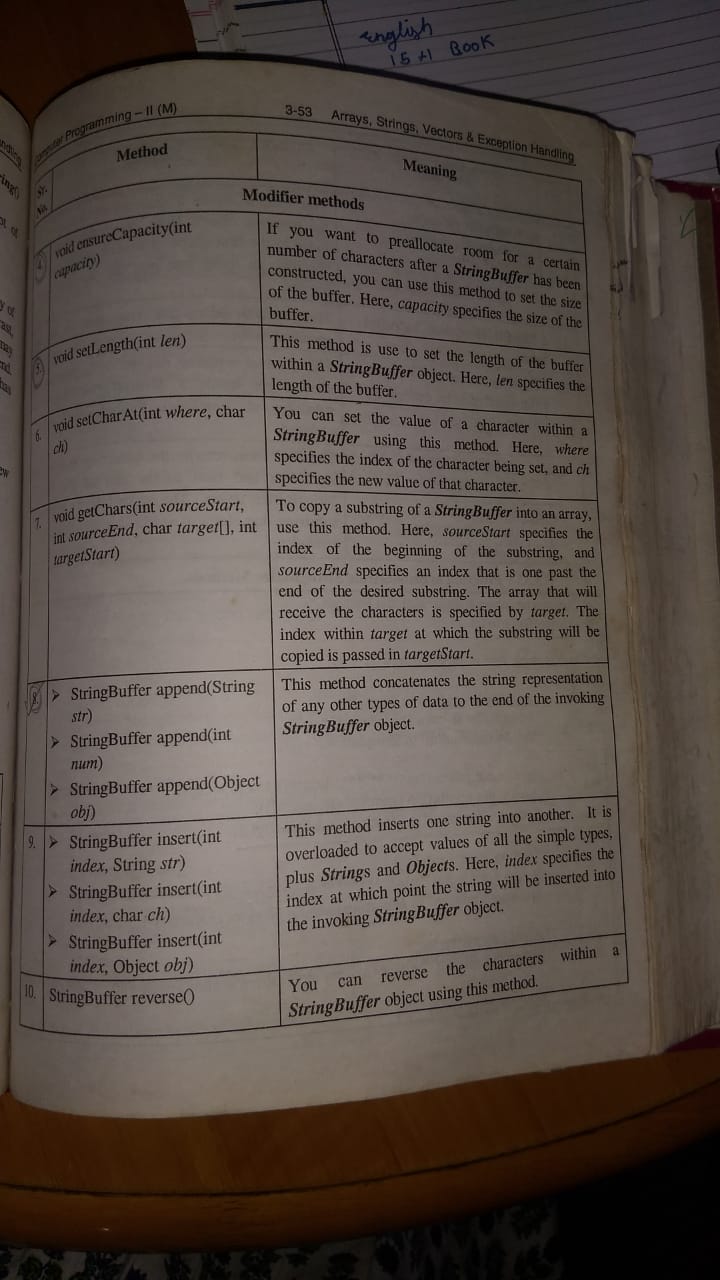 English
15 +1 Book
Computer Programming – II (M) 3-53 Arrays, Strings, Vectors & Exception Handling
Sr. No. Method Meaning
Modifier methods
4. void ensureCapacity(int
capacity)
If you want to preallocate room for a certain
number of characters after a StringBuffer has been
constructed, you can use this method to set the size
of the buffer. Here, capacity specifies the size of the
buffer.
5. void setLength(int len)
This method is use to set the length of the buffer
within a StringBuffer object. Here, len specifies the
length of the buffer.
6. void setCharAt(int where, char
ch)
You can set the value of a character within a
StringBuffer using this method. Here, where
specifies the index of the character being set, and ch
specifies the new value of that character.
7. void getChars(int sourceStart,
int sourceEnd, char target[], int
targetStart)
To copy a substring of a StringBuffer into an array,
use this method. Here, sourceStart specifies the
index of the beginning of the substring, and
sourceEnd specifies an index that is one past the
end of the desired substring. The array that will
receive the characters is specified by target. The
index within target at which the substring will be
copied is passed in targetStart.
8. ➤ StringBuffer append(String
str)
➤ StringBuffer append(int
num)
➤ StringBuffer append(Object
obj)
This method concatenates the string representation
of any other types of data to the end of the invoking
StringBuffer object.
9. ➤ StringBuffer insert(int
index, String str)
➤ StringBuffer insert(int
index, char ch)
➤ StringBuffer insert(int
index, Object obj)
This method inserts one string into another. It is
overloaded to accept values of all the simple types,
plus Strings and Objects. Here, index specifies the
index at which point the string will be inserted into
the invoking StringBuffer object.
10. StringBuffer reverse()
You can reverse the characters within a
StringBuffer object using this method.